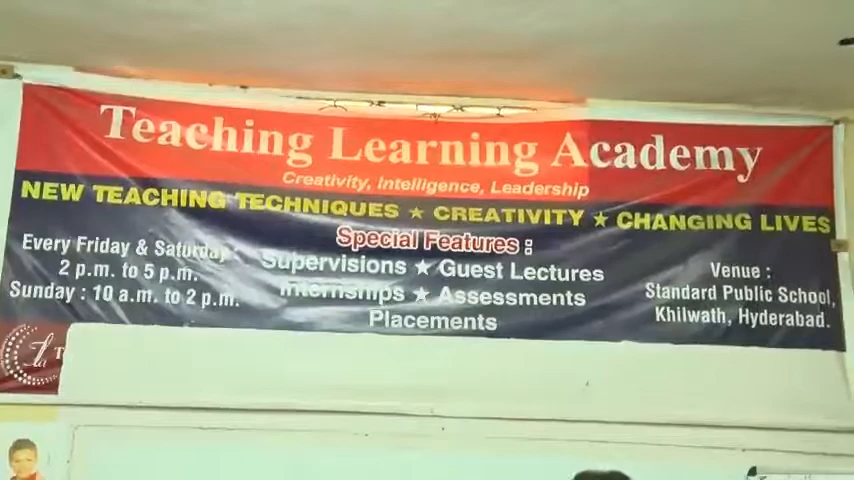 Teaching Learning Academy
Creativity, Intelligence, Leadership
NEW TEACHING TECHNIQUES ★ CREATIVITY ★ CHANGING LIVES
Special Features :
Every Friday & Saturday :
2 p.m. to 5 p.m.
Sunday : 10 a.m. to 2 p.m.
Supervisions ★ Guest Lectures
Internships ★ Assessments
Placements
Venue :
Standard Public School,
Khilwath, Hyderabad.